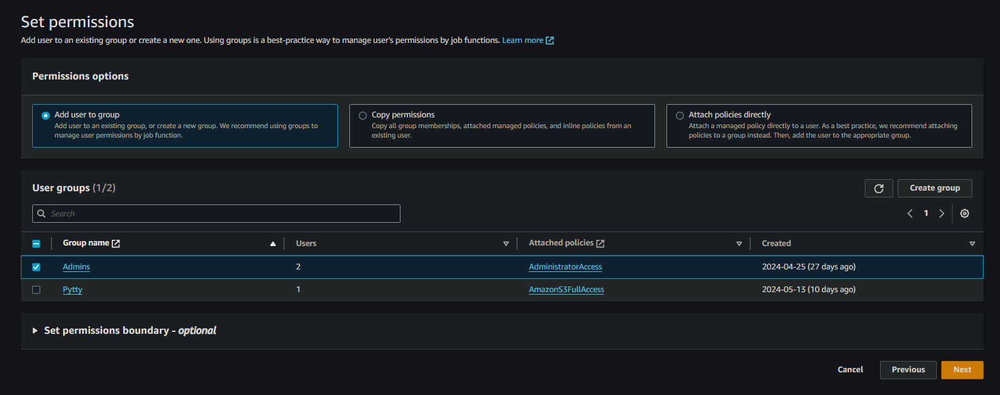 Set permissions
Add user to an existing group or create a new one. Using groups is a best-practice way to manage user's permissions by job functions. Learn more
Permissions options
Add user to group
Add user to an existing group, or create a new group. We recommend using groups to
manage user permissions by job function.
Copy permissions
Copy all group memberships, attached managed policies, and inline policies from an
existing user.
Attach policies directly
Attach a managed policy directly to a user. As a best practice, we recommend attaching
policies to a group instead. Then, add the user to the appropriate group.
User groups (1/2)
Create group
Search
1
Group name Users Attached policies Created
Admins 2 AdministratorAccess 2024-04-25 (27 days ago)
Pytty 1 AmazonS3FullAccess 2024-05-13 (10 days ago)
Set permissions boundary - optional
Cancel Previous Next